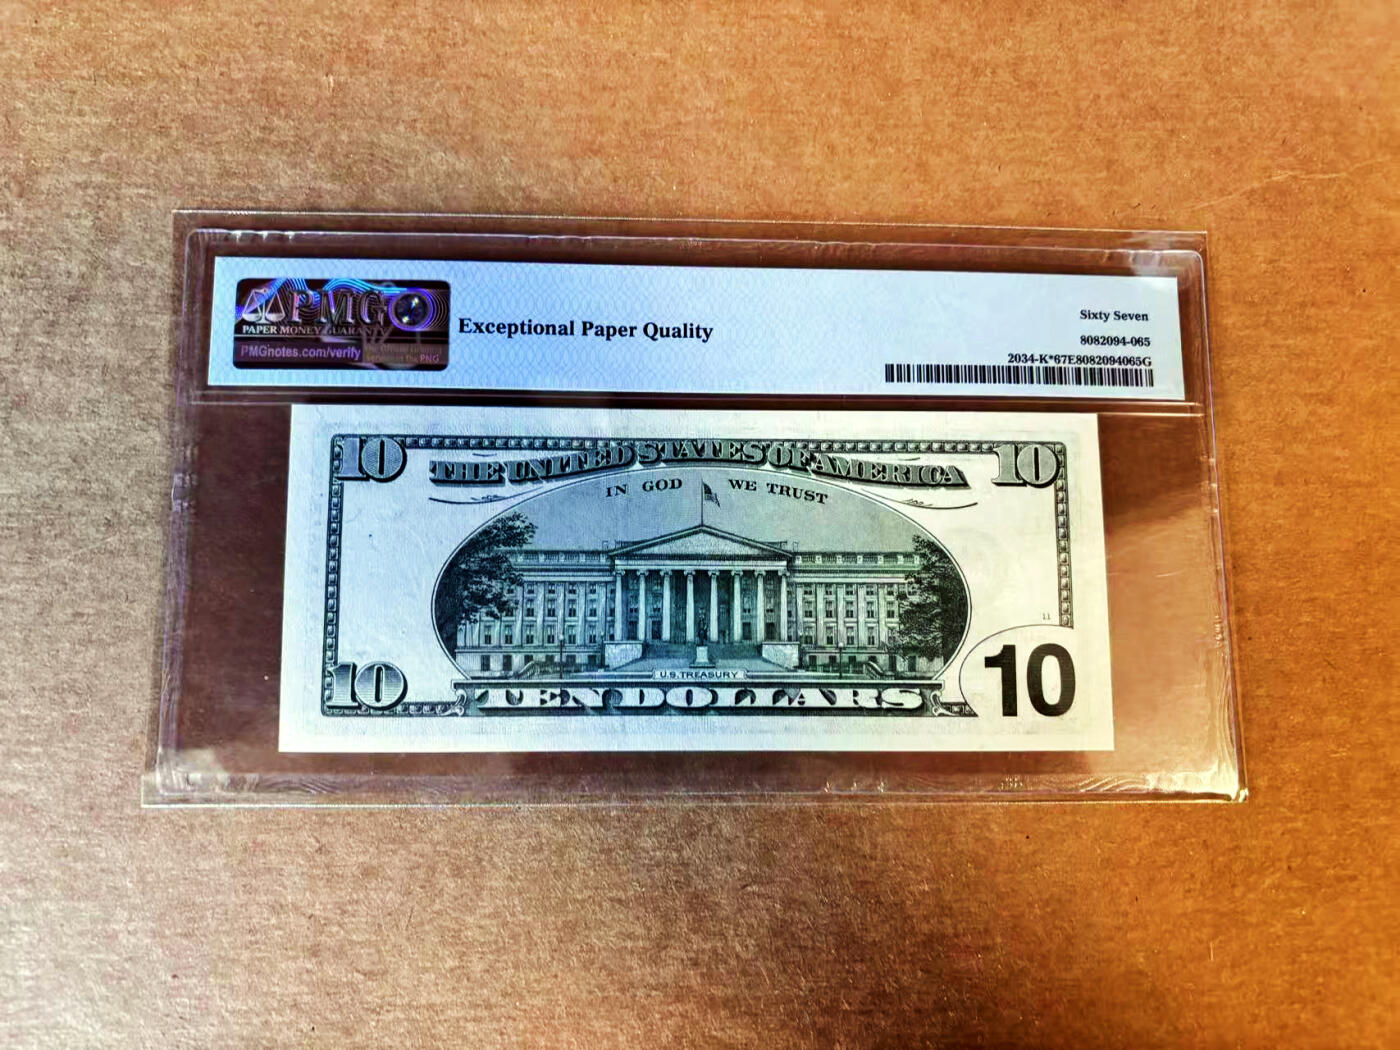 PMG
PAPER MONEY GUARANTY
PMGnotes.com/verify
Exceptional Paper Quality
Sixty Seven
8082094-065
2034-K*67E8082094065G
10 THE UNITED STATES OF AMERICA 10
IN GOD WE TRUST
11
U.S. TREASURY
10 TEN DOLLARS 10